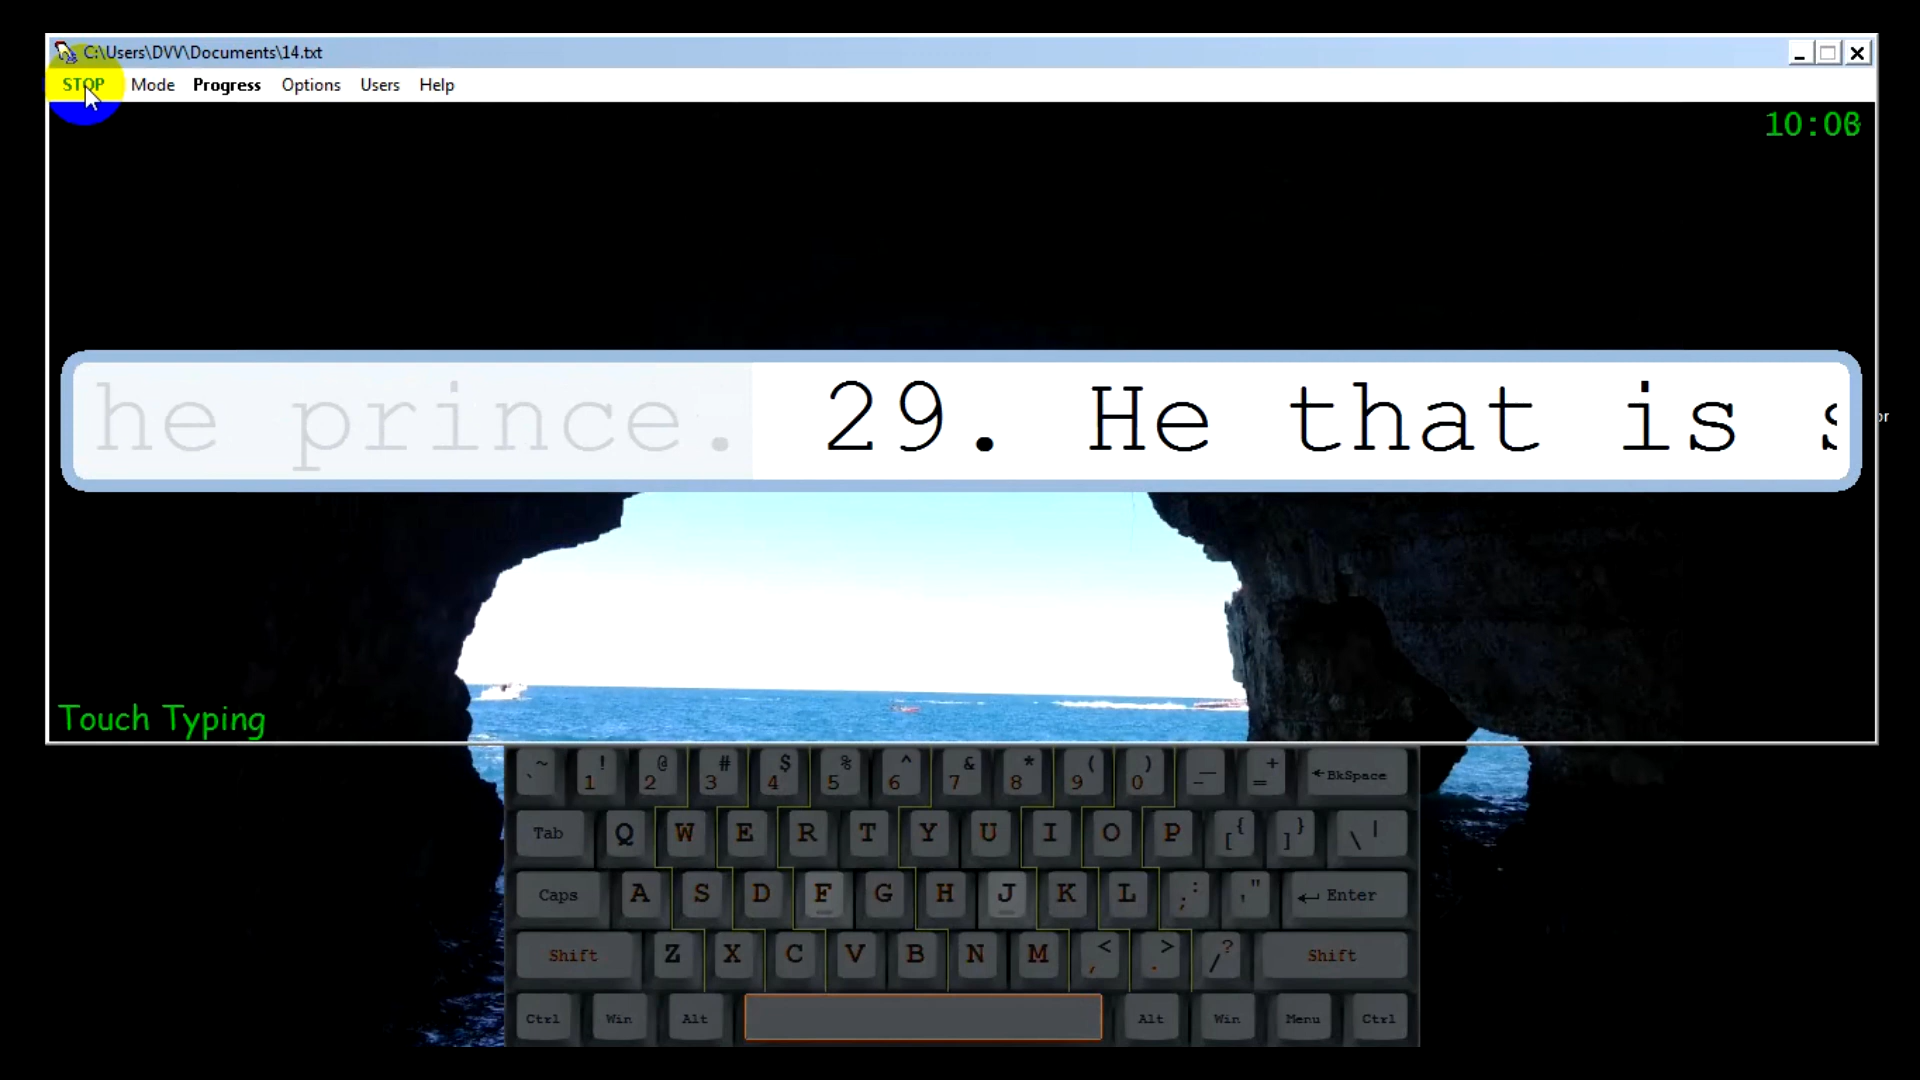 C:\Users\DVV\Documents\14.txt
STOP Mode Progress Options Users Help
he prince. 29. He that is s
or
Touch Typing
` ~ ! 1 @ 2 # 3 $ 4 % 5 ^ 6 & 7 * 8 ( 9 ) 0 _ - + = ←BkSpace
Tab Q W E R T Y U I O P [ { ] } \ |
Caps A S D F G H J K L ; : ' " ↵ Enter
Shift Z X C V B N M < , > . / ? Shift
Ctrl Win Alt Alt Win Menu Ctrl